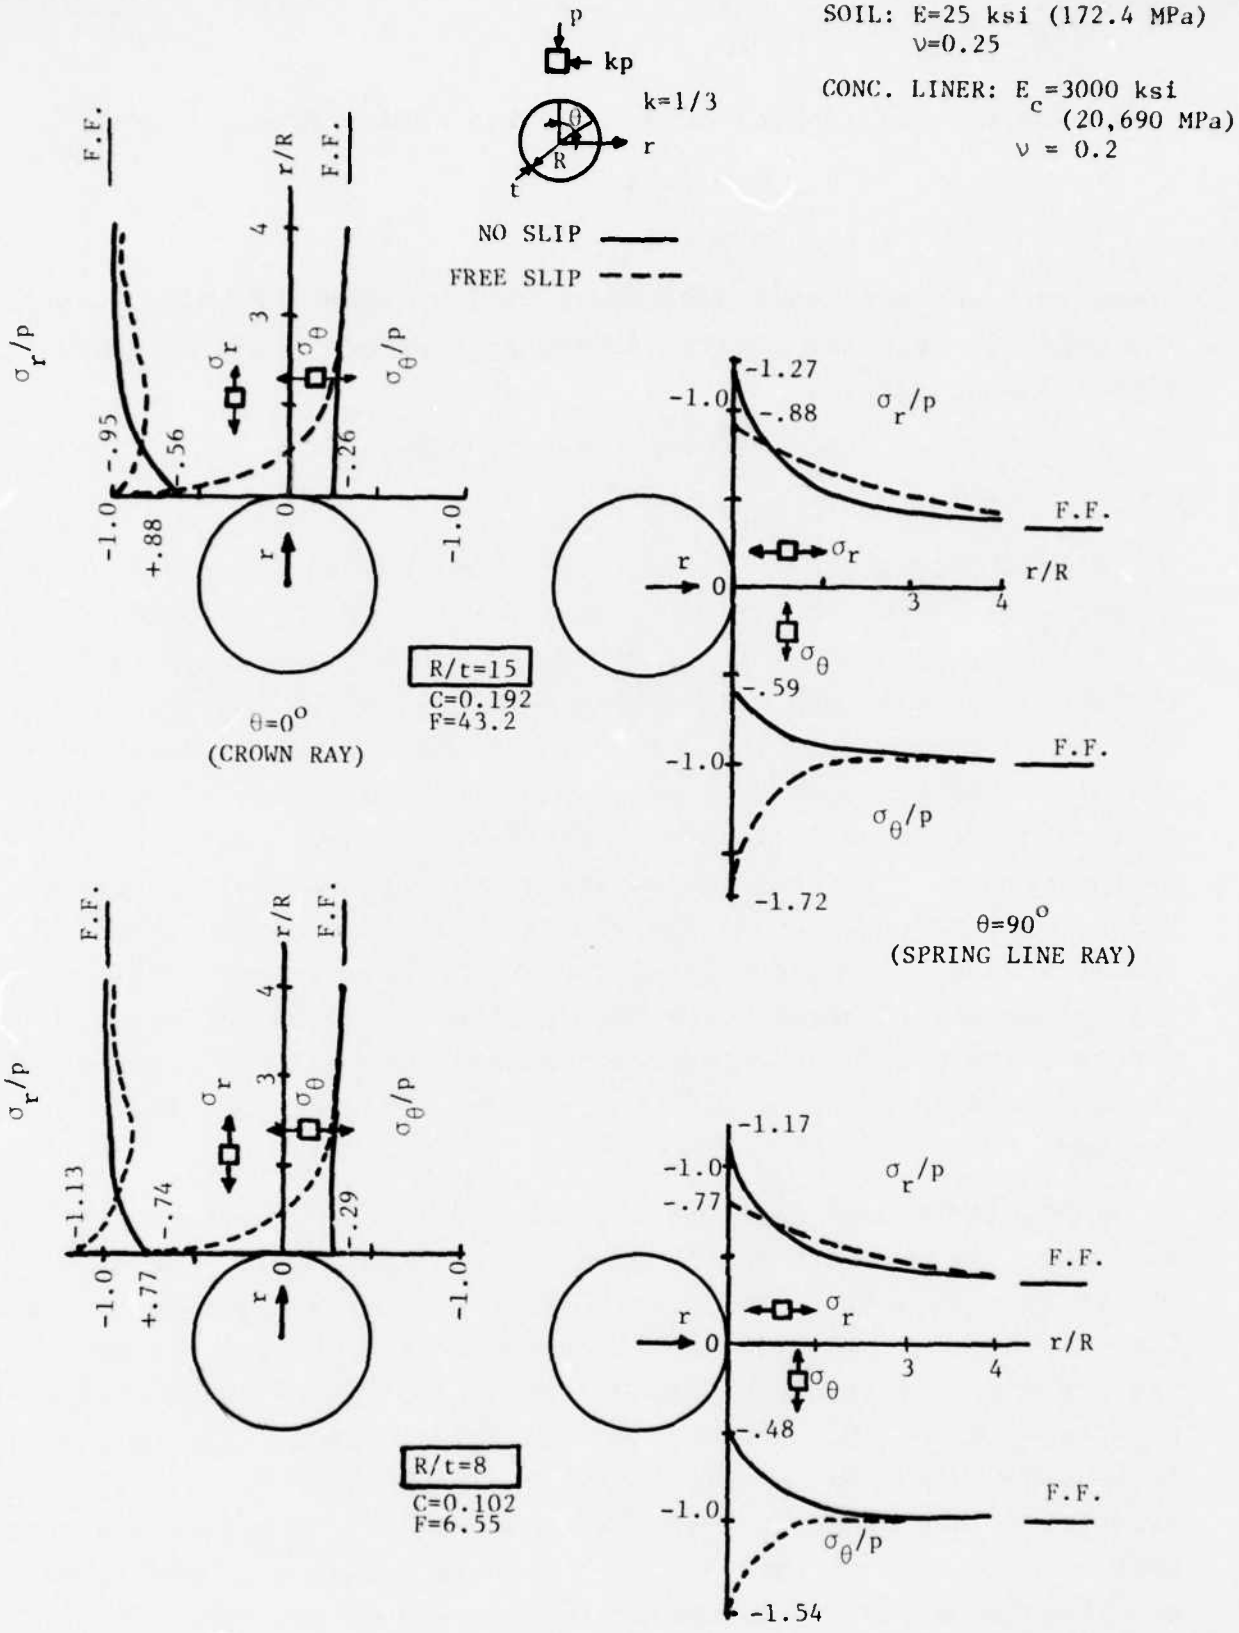 p
kp
k=1/3
θ
r
R
t
SOIL: E=25 ksi (172.4 MPa)
ν=0.25
CONC. LINER: E_c=3000 ksi
(20,690 MPa)
ν = 0.2
NO SLIP
FREE SLIP
F.F.
r/R
F.F.
4
3
σ_r/p
σ_r
σ_θ
σ_θ/p
-.95
-.56
-.26
-1.0
+.88
0
-1.0
r
R/t=15
C=0.192
F=43.2
θ=0°
(CROWN RAY)
-1.27
-1.0
-.88
σ_r/p
F.F.
σ_r
r
0
r/R
3
4
σ_θ
-.59
F.F.
-1.0
σ_θ/p
-1.72
θ=90°
(SPRING LINE RAY)
F.F.
r/R
F.F.
4
3
σ_r/p
σ_r
σ_θ
σ_θ/p
-1.13
-.74
-.29
-1.0
+.77
0
-1.0
r
R/t=8
C=0.102
F=6.55
-1.17
-1.0
σ_r/p
-.77
F.F.
σ_r
r
0
r/R
3
4
σ_θ
-.48
F.F.
-1.0
σ_θ/p
-1.54